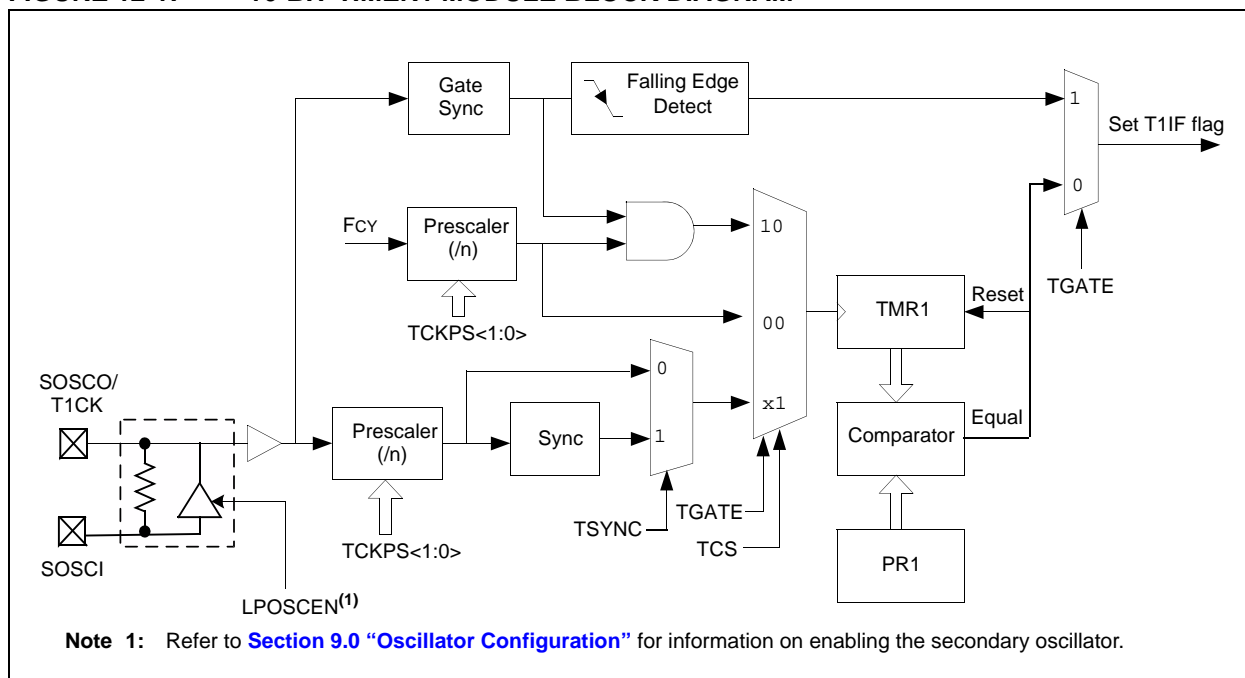 Gate
Sync
Falling Edge
Detect
1
Set T1IF flag
0
FCY
Prescaler
(/n)
10
TGATE
TCKPS<1:0>
00
TMR1
Reset
SOSCO/
T1CK
0
x1
Prescaler
(/n)
Sync
1
Comparator
Equal
TGATE
TSYNC
TCS
SOSCI
TCKPS<1:0>
PR1
LPOSCEN(1)
Note 1: Refer to Section 9.0 “Oscillator Configuration” for information on enabling the secondary oscillator.